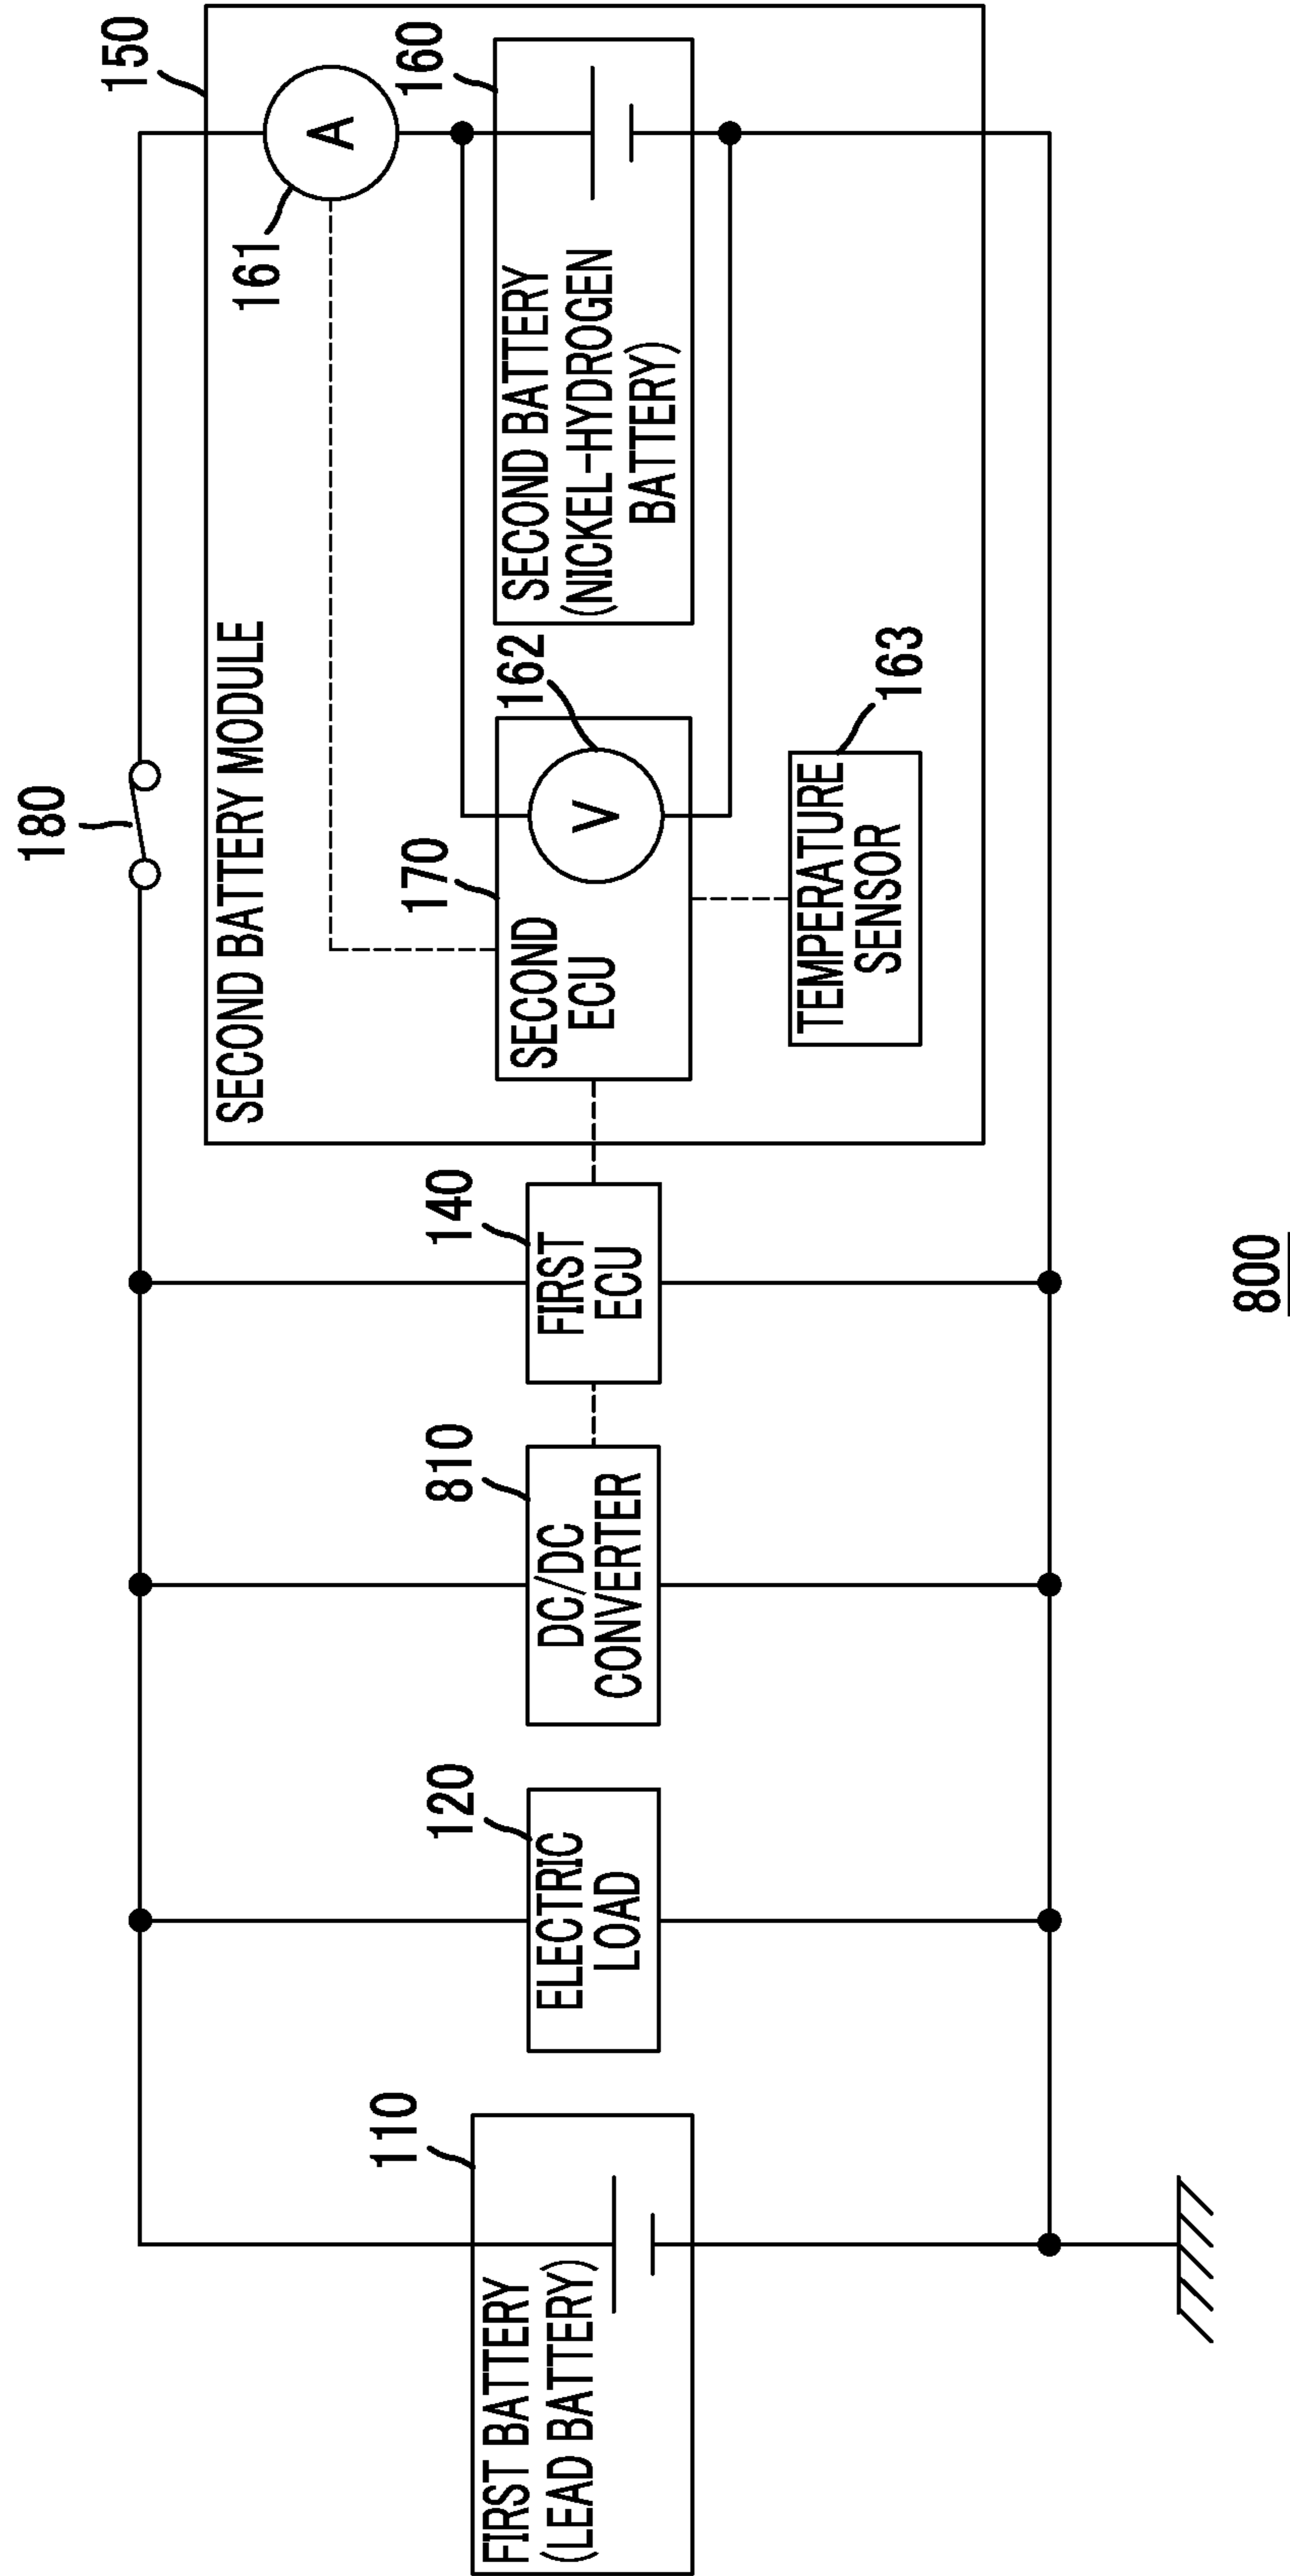 180
150
SECOND BATTERY MODULE
161
A
160
SECOND BATTERY
(NICKEL-HYDROGEN
BATTERY)
162
V
170
SECOND
ECU
163
TEMPERATURE
SENSOR
140
FIRST
ECU
810
DC/DC
CONVERTER
120
ELECTRIC
LOAD
110
FIRST BATTERY
(LEAD BATTERY)
800